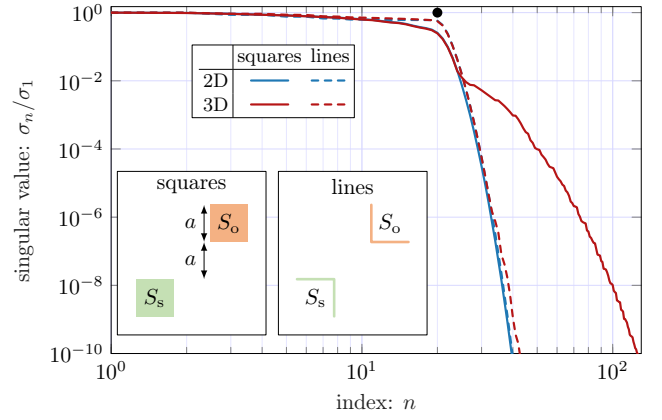 10^0
10^{-2}
10^{-4}
10^{-6}
10^{-8}
10^{-10}
singular value: σ_n/σ_1
squares lines
2D
3D
squares
a
a
S_o
S_s
lines
S_o
S_s
10^0 10^1 10^2
index: n